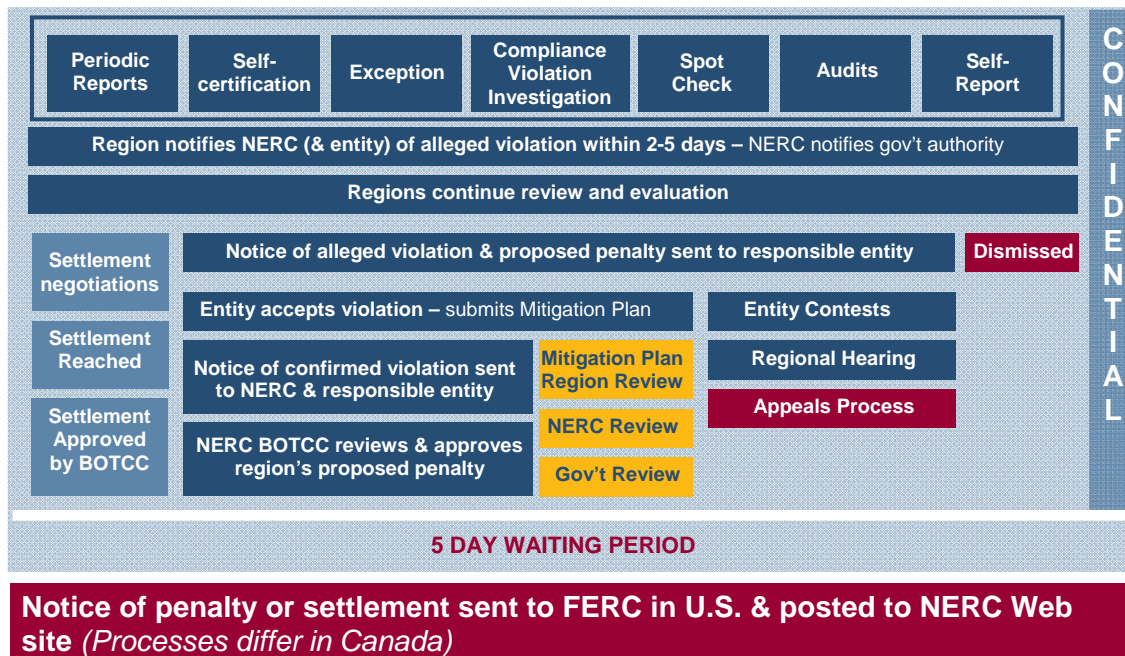 Periodic
Reports
Self-
certification
Exception
Compliance
Violation
Investigation
Spot
Check
Audits
Self-
Report
Region notifies NERC (& entity) of alleged violation within 2-5 days – NERC notifies gov't authority
Regions continue review and evaluation
Settlement
negotiations
Notice of alleged violation & proposed penalty sent to responsible entity
Dismissed
Entity accepts violation – submits Mitigation Plan
Entity Contests
Settlement
Reached
Notice of confirmed violation sent
to NERC & responsible entity
Mitigation Plan
Region Review
Regional Hearing
Appeals Process
Settlement
Approved
by BOTCC
NERC BOTCC reviews & approves
region's proposed penalty
NERC Review
Gov't Review
C
O
N
F
I
D
E
N
T
I
A
L
5 DAY WAITING PERIOD
Notice of penalty or settlement sent to FERC in U.S. & posted to NERC Web
site (Processes differ in Canada)